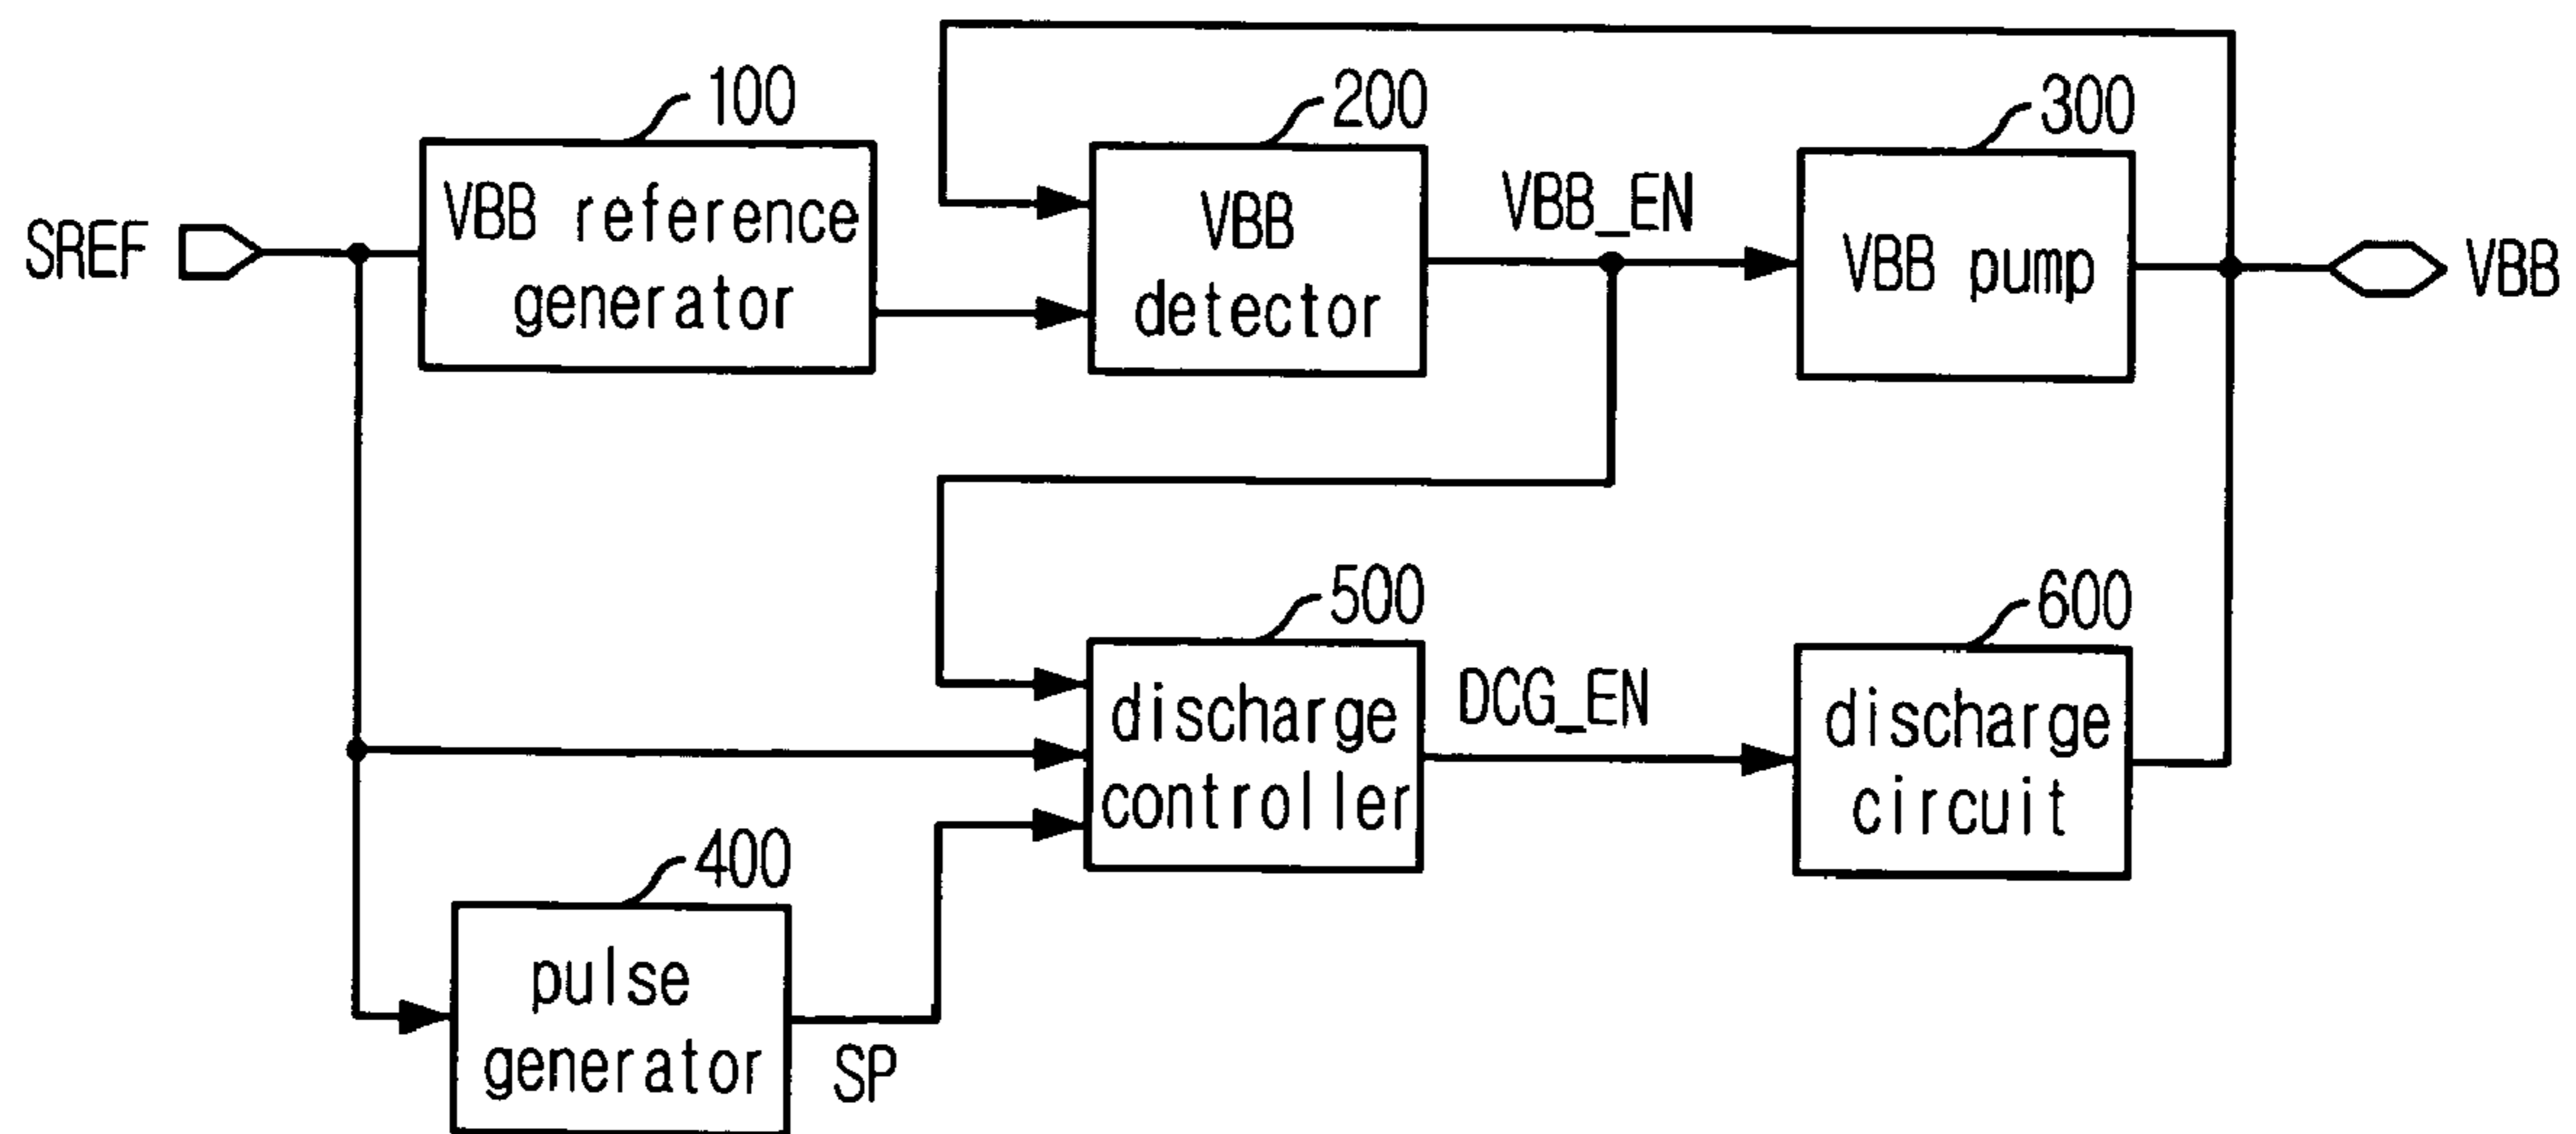 100
200
300
SREF
VBB reference
generator
VBB
detector
VBB_EN
VBB pump
VBB
500
600
discharge
controller
DCG_EN
discharge
circuit
400
pulse
generator
SP